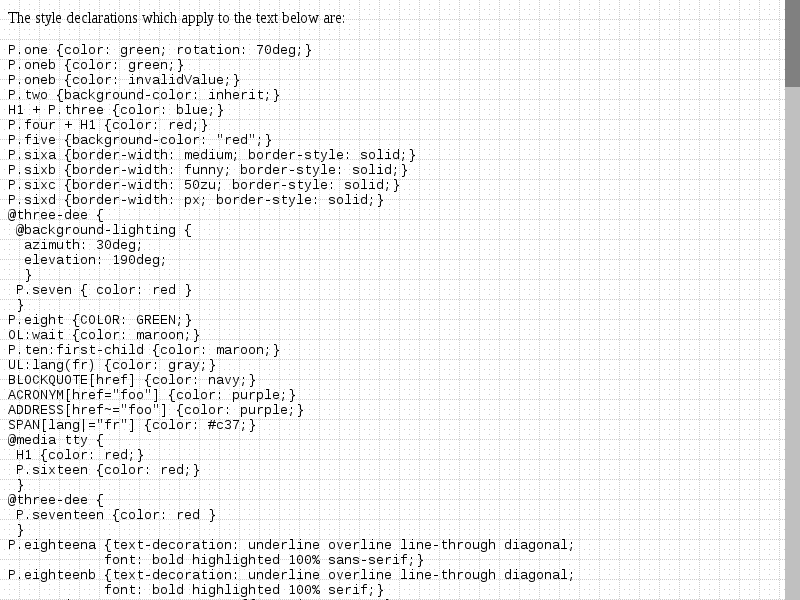 The style declarations which apply to the text below are:
P.one {color: green; rotation: 70deg;}
P.oneb {color: green;}
P.oneb {color: invalidValue;}
P.two {background-color: inherit;}
H1 + P.three {color: blue;}
P.four + H1 {color: red;}
P.five {background-color: "red";}
P.sixa {border-width: medium; border-style: solid;}
P.sixb {border-width: funny; border-style: solid;}
P.sixc {border-width: 50zu; border-style: solid;}
P.sixd {border-width: px; border-style: solid;}
@three-dee {
 @background-lighting {
  azimuth: 30deg;
  elevation: 190deg;
  }
 P.seven { color: red }
 }
P.eight {COLOR: GREEN;}
OL:wait {color: maroon;}
P.ten:first-child {color: maroon;}
UL:lang(fr) {color: gray;}
BLOCKQUOTE[href] {color: navy;}
ACRONYM[href="foo"] {color: purple;}
ADDRESS[href~="foo"] {color: purple;}
SPAN[lang|="fr"] {color: #c37;}
@media tty {
 H1 {color: red;}
 P.sixteen {color: red;}
 }
@three-dee {
 P.seventeen {color: red }
 }
P.eighteena {text-decoration: underline overline line-through diagonal;
            font: bold highlighted 100% sans-serif;}
P.eighteenb {text-decoration: underline overline line-through diagonal;
            font: bold highlighted 100% serif;}